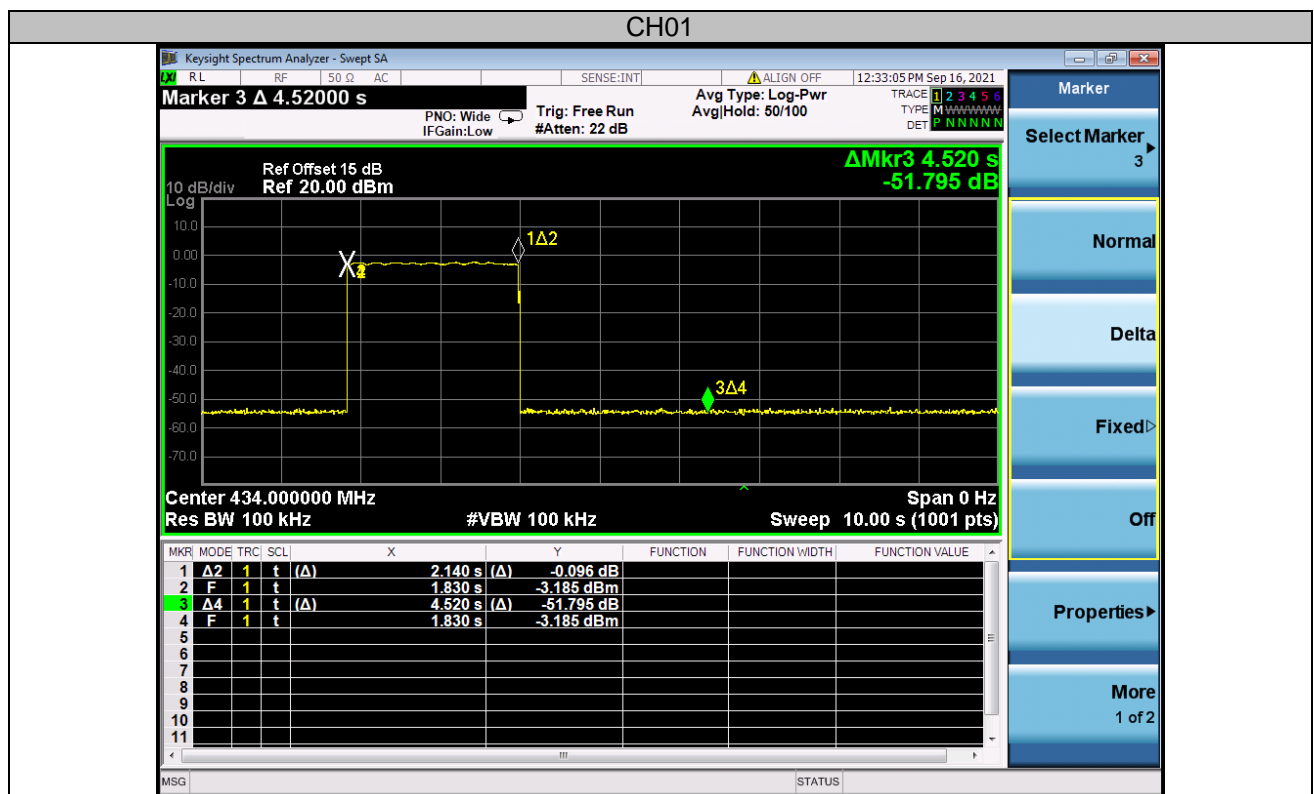 CH01
Keysight Spectrum Analyzer - Swept SA
LXI RL RF 50 Ω AC SENSE:INT ALIGN OFF 12:33:05 PM Sep 16, 2021
Marker 3 Δ 4.52000 s
PNO: Wide
IFGain:Low
Trig: Free Run
#Atten: 22 dB
Avg Type: Log-Pwr
Avg|Hold: 50/100
TRACE 1 2 3 4 5 6
TYPE M WWWWW
DET P N N N N N
Marker
Select Marker
3
Normal
Delta
Fixed
Off
Properties
More
1 of 2
ΔMkr3 4.520 s
-51.795 dB
Ref Offset 15 dB
10 dB/div Ref 20.00 dBm
Log
10.0
0.00
-10.0
-20.0
-30.0
-40.0
-50.0
-60.0
-70.0
X
1Δ2
3Δ4
Center 434.000000 MHz Span 0 Hz
Res BW 100 kHz #VBW 100 kHz Sweep 10.00 s (1001 pts)
MKR MODE TRC SCL X Y FUNCTION FUNCTION WIDTH FUNCTION VALUE
1 Δ2 1 t (Δ) 2.140 s (Δ) -0.096 dB
2 F 1 t 1.830 s -3.185 dBm
3 Δ4 1 t (Δ) 4.520 s (Δ) -51.795 dB
4 F 1 t 1.830 s -3.185 dBm
5
6
7
8
9
10
11
MSG STATUS